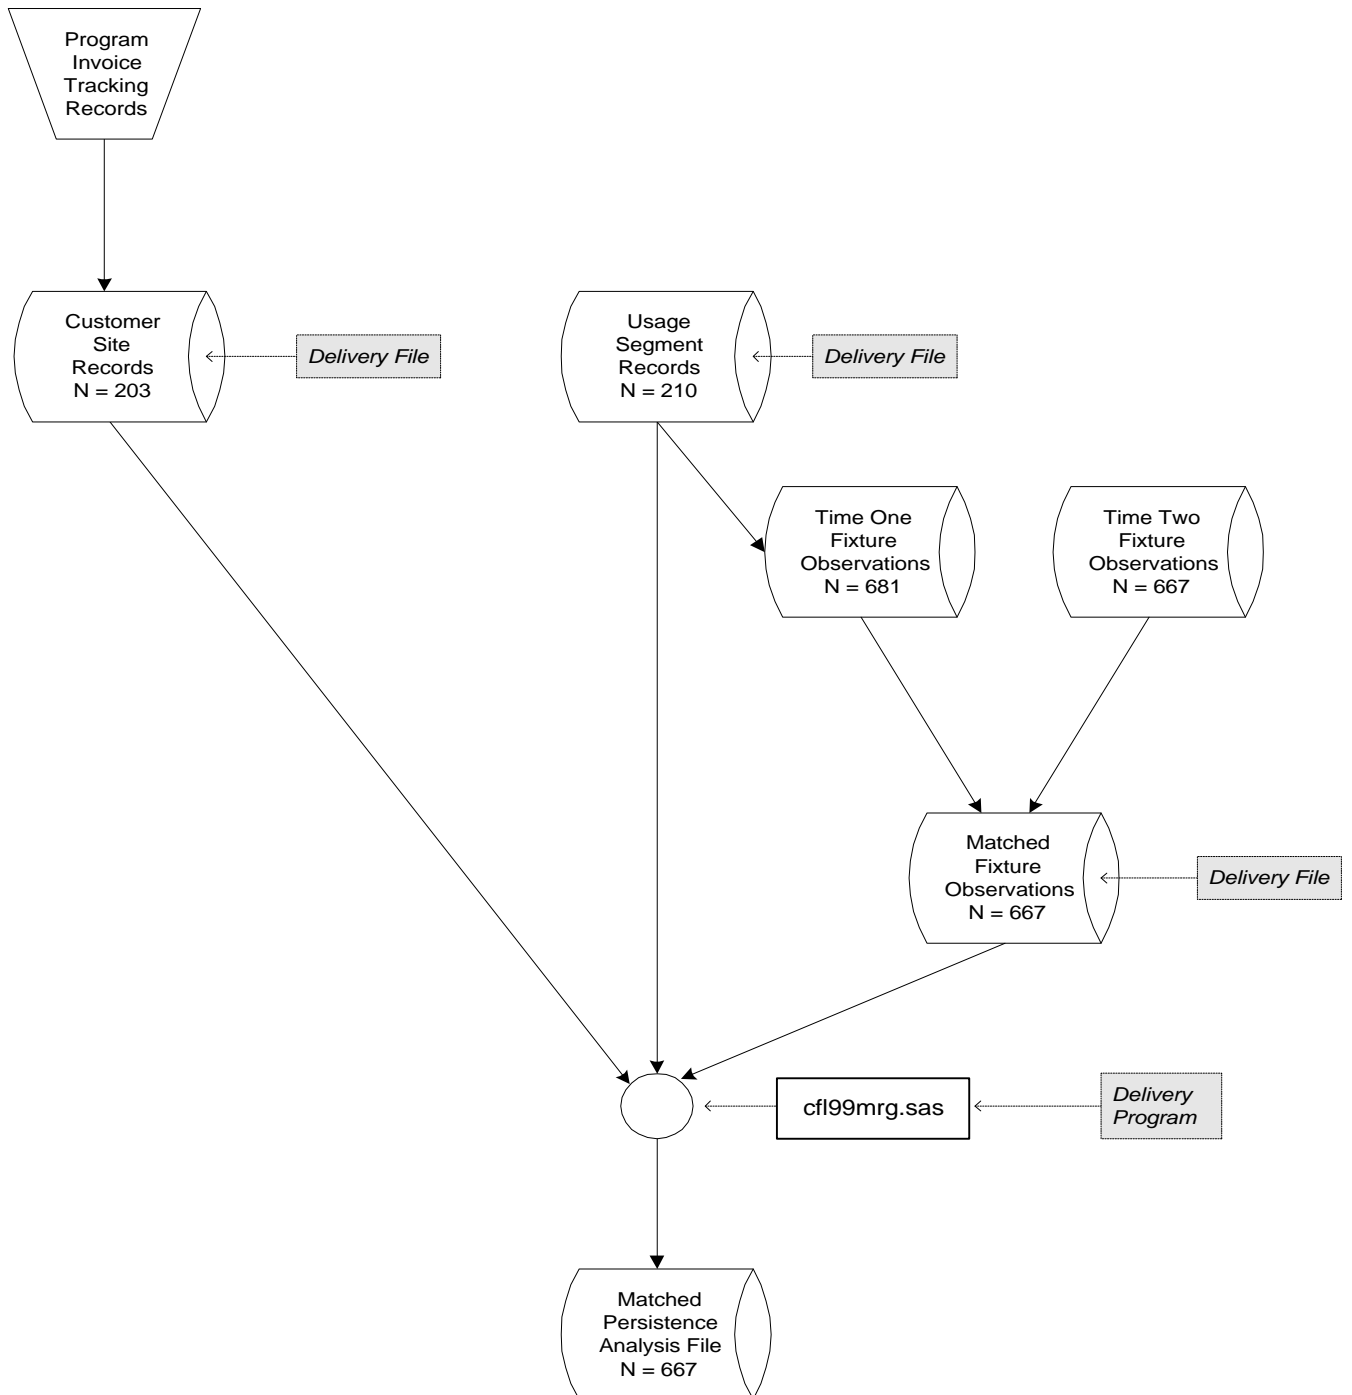 Program
Invoice
Tracking
Records
Customer
Site
Records
N = 203
Delivery File
Usage
Segment
Records
N = 210
Delivery File
Time One
Fixture
Observations
N = 681
Time Two
Fixture
Observations
N = 667
Matched
Fixture
Observations
N = 667
Delivery File
cfl99mrg.sas
Delivery
Program
Matched
Persistence
Analysis File
N = 667